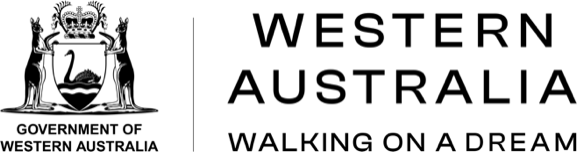 GOVERNMENT OF
WESTERN AUSTRALIA
WESTERN
AUSTRALIA
WALKING ON A DREAM